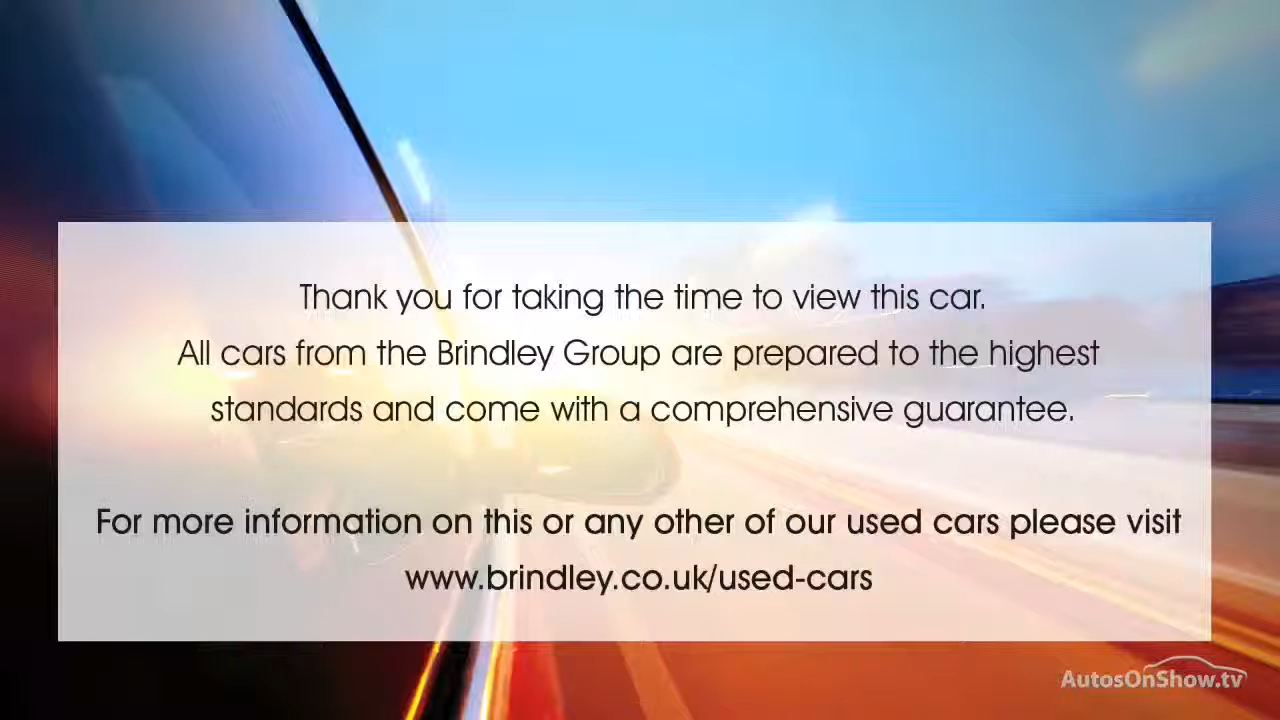 Thank you for taking the time to view this car.
All cars from the Brindley Group are prepared to the highest
standards and come with a comprehensive guarantee.
For more information on this or any other of our used cars please visit
www.brindley.co.uk/used-cars
AutosOnShow.tv